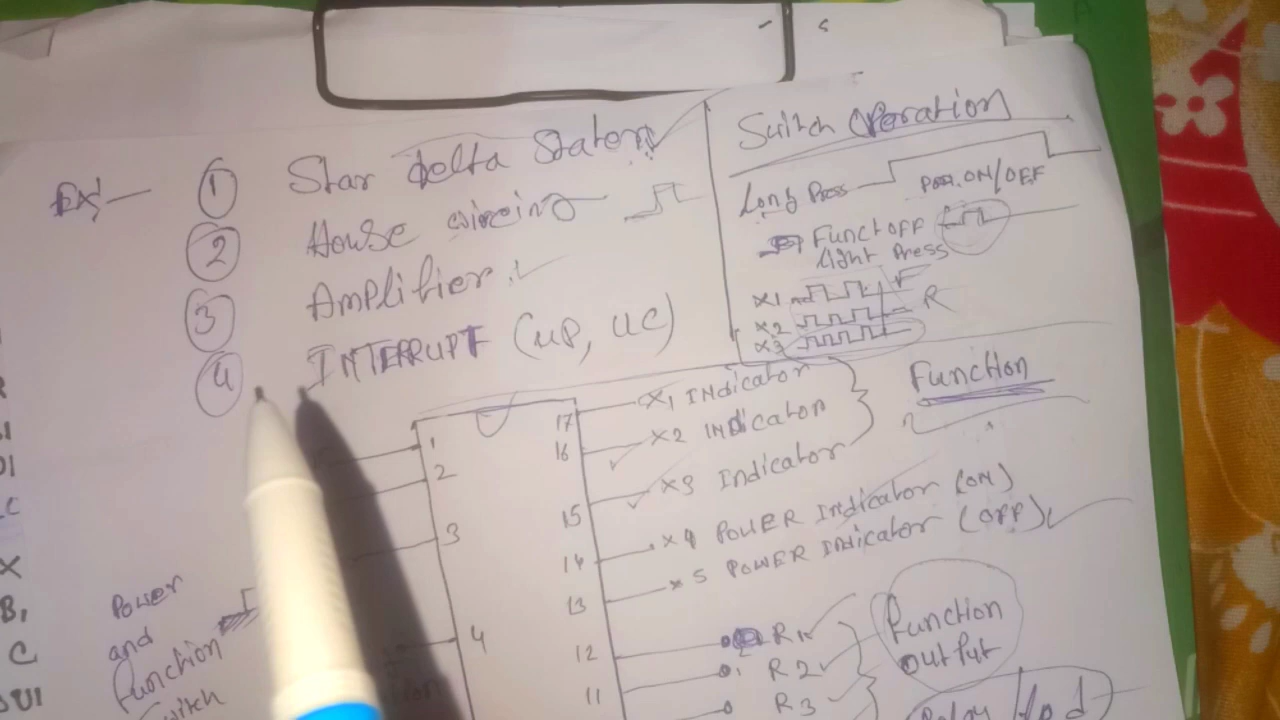 Ex;— ① Star delta Stater
② House wireing
③ Amplifier
④ INTERRUPT (UP, UC)
Switch Operation
Long Press
ON/OFF
Funct OFF
Light Press
X1
X2
X3
R
1
2
3
4
17 X1 INdicator
16 X2 INDicator
15 X3 Indicator
14 X4 POWER Indicator (ON)
13 X5 POWER Indicator (OFF)
Function
12 R1
11 R2
R3
Function
output
Relay
Power
and
function
switch
R
X
B,
C